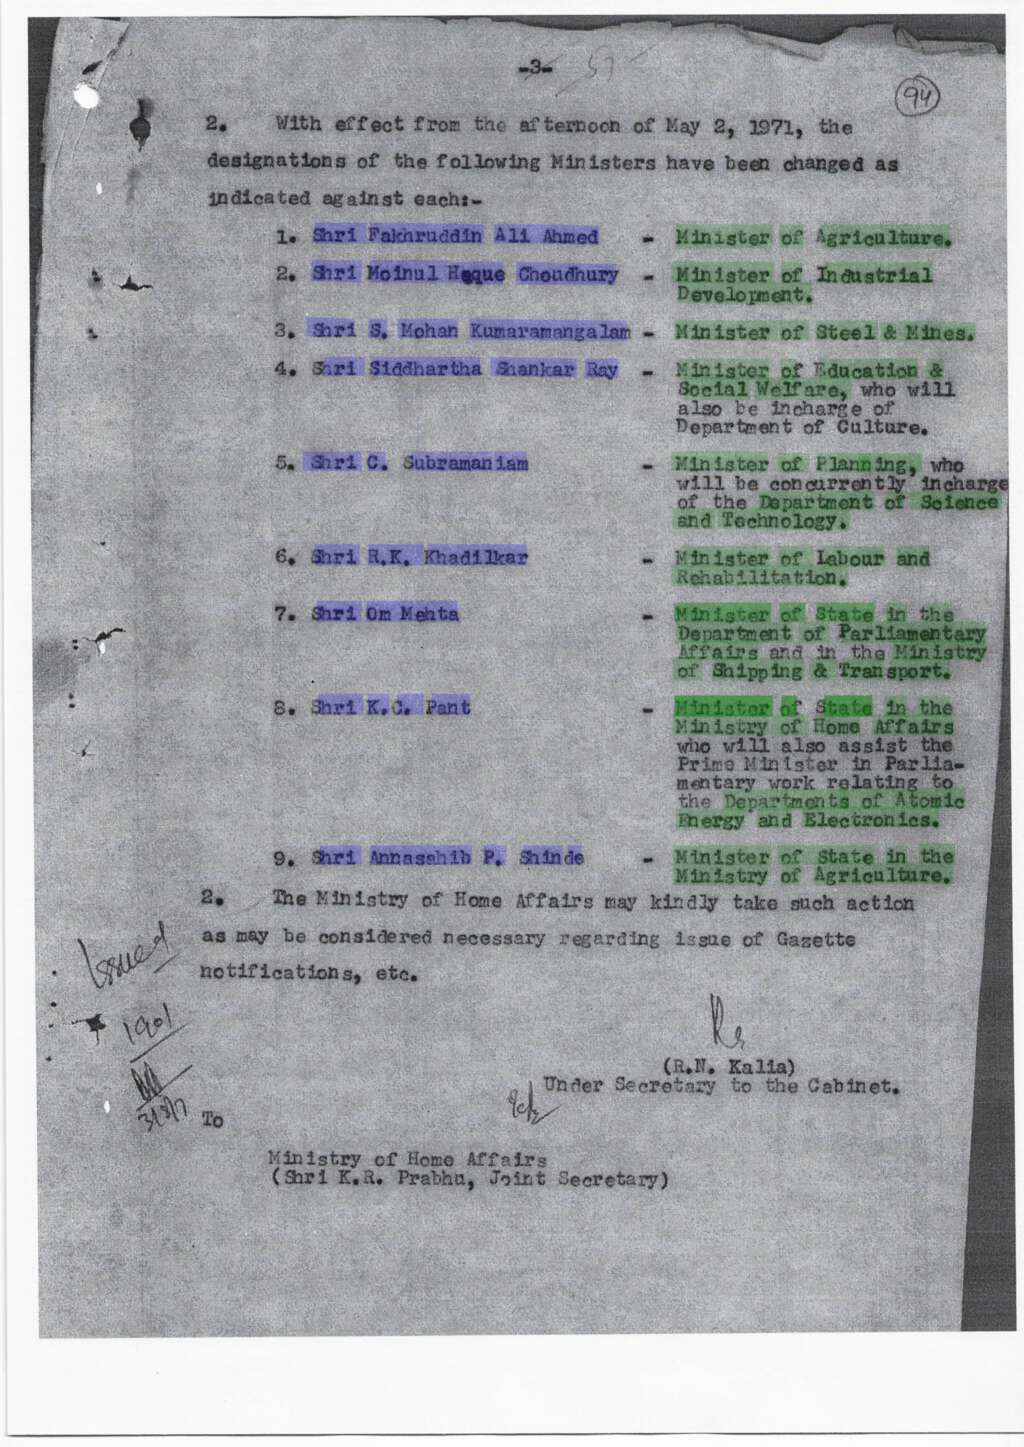 -3- 57
94
2. With effect from the afternoon of May 2, 1971, the
designations of the following Ministers have been changed as
indicated against each:-
1. Shri Fakhruddin Ali Ahmed - Minister of Agriculture.
2. Shri Moinul Haque Choudhury - Minister of Industrial
Development.
3. Shri S. Mohan Kumaramangalam - Minister of Steel & Mines.
4. Shri Siddhartha Shankar Ray - Minister of Education &
Social Welfare, who will
also be incharge of
Department of Culture.
5. Shri C. Subramaniam - Minister of Planning, who
will be concurrently incharge
of the Department of Science
and Technology.
6. Shri R.K. Khadilkar - Minister of Labour and
Rehabilitation.
7. Shri Om Mehta - Minister of State in the
Department of Parliamentary
Affairs and in the Ministry
of Shipping & Transport.
8. Shri K.C. Pant - Minister of State in the
Ministry of Home Affairs
who will also assist the
Prime Minister in Parlia-
mentary work relating to
the Departments of Atomic
Energy and Electronics.
9. Shri Annasahib P. Shinde - Minister of State in the
Ministry of Agriculture.
2. The Ministry of Home Affairs may kindly take such action
as may be considered necessary regarding issue of Gazette
notifications, etc.
Issued
1901
(R.N. Kalia)
Under Secretary to the Cabinet.
To
Ministry of Home Affairs
(Shri K.R. Prabhu, Joint Secretary)